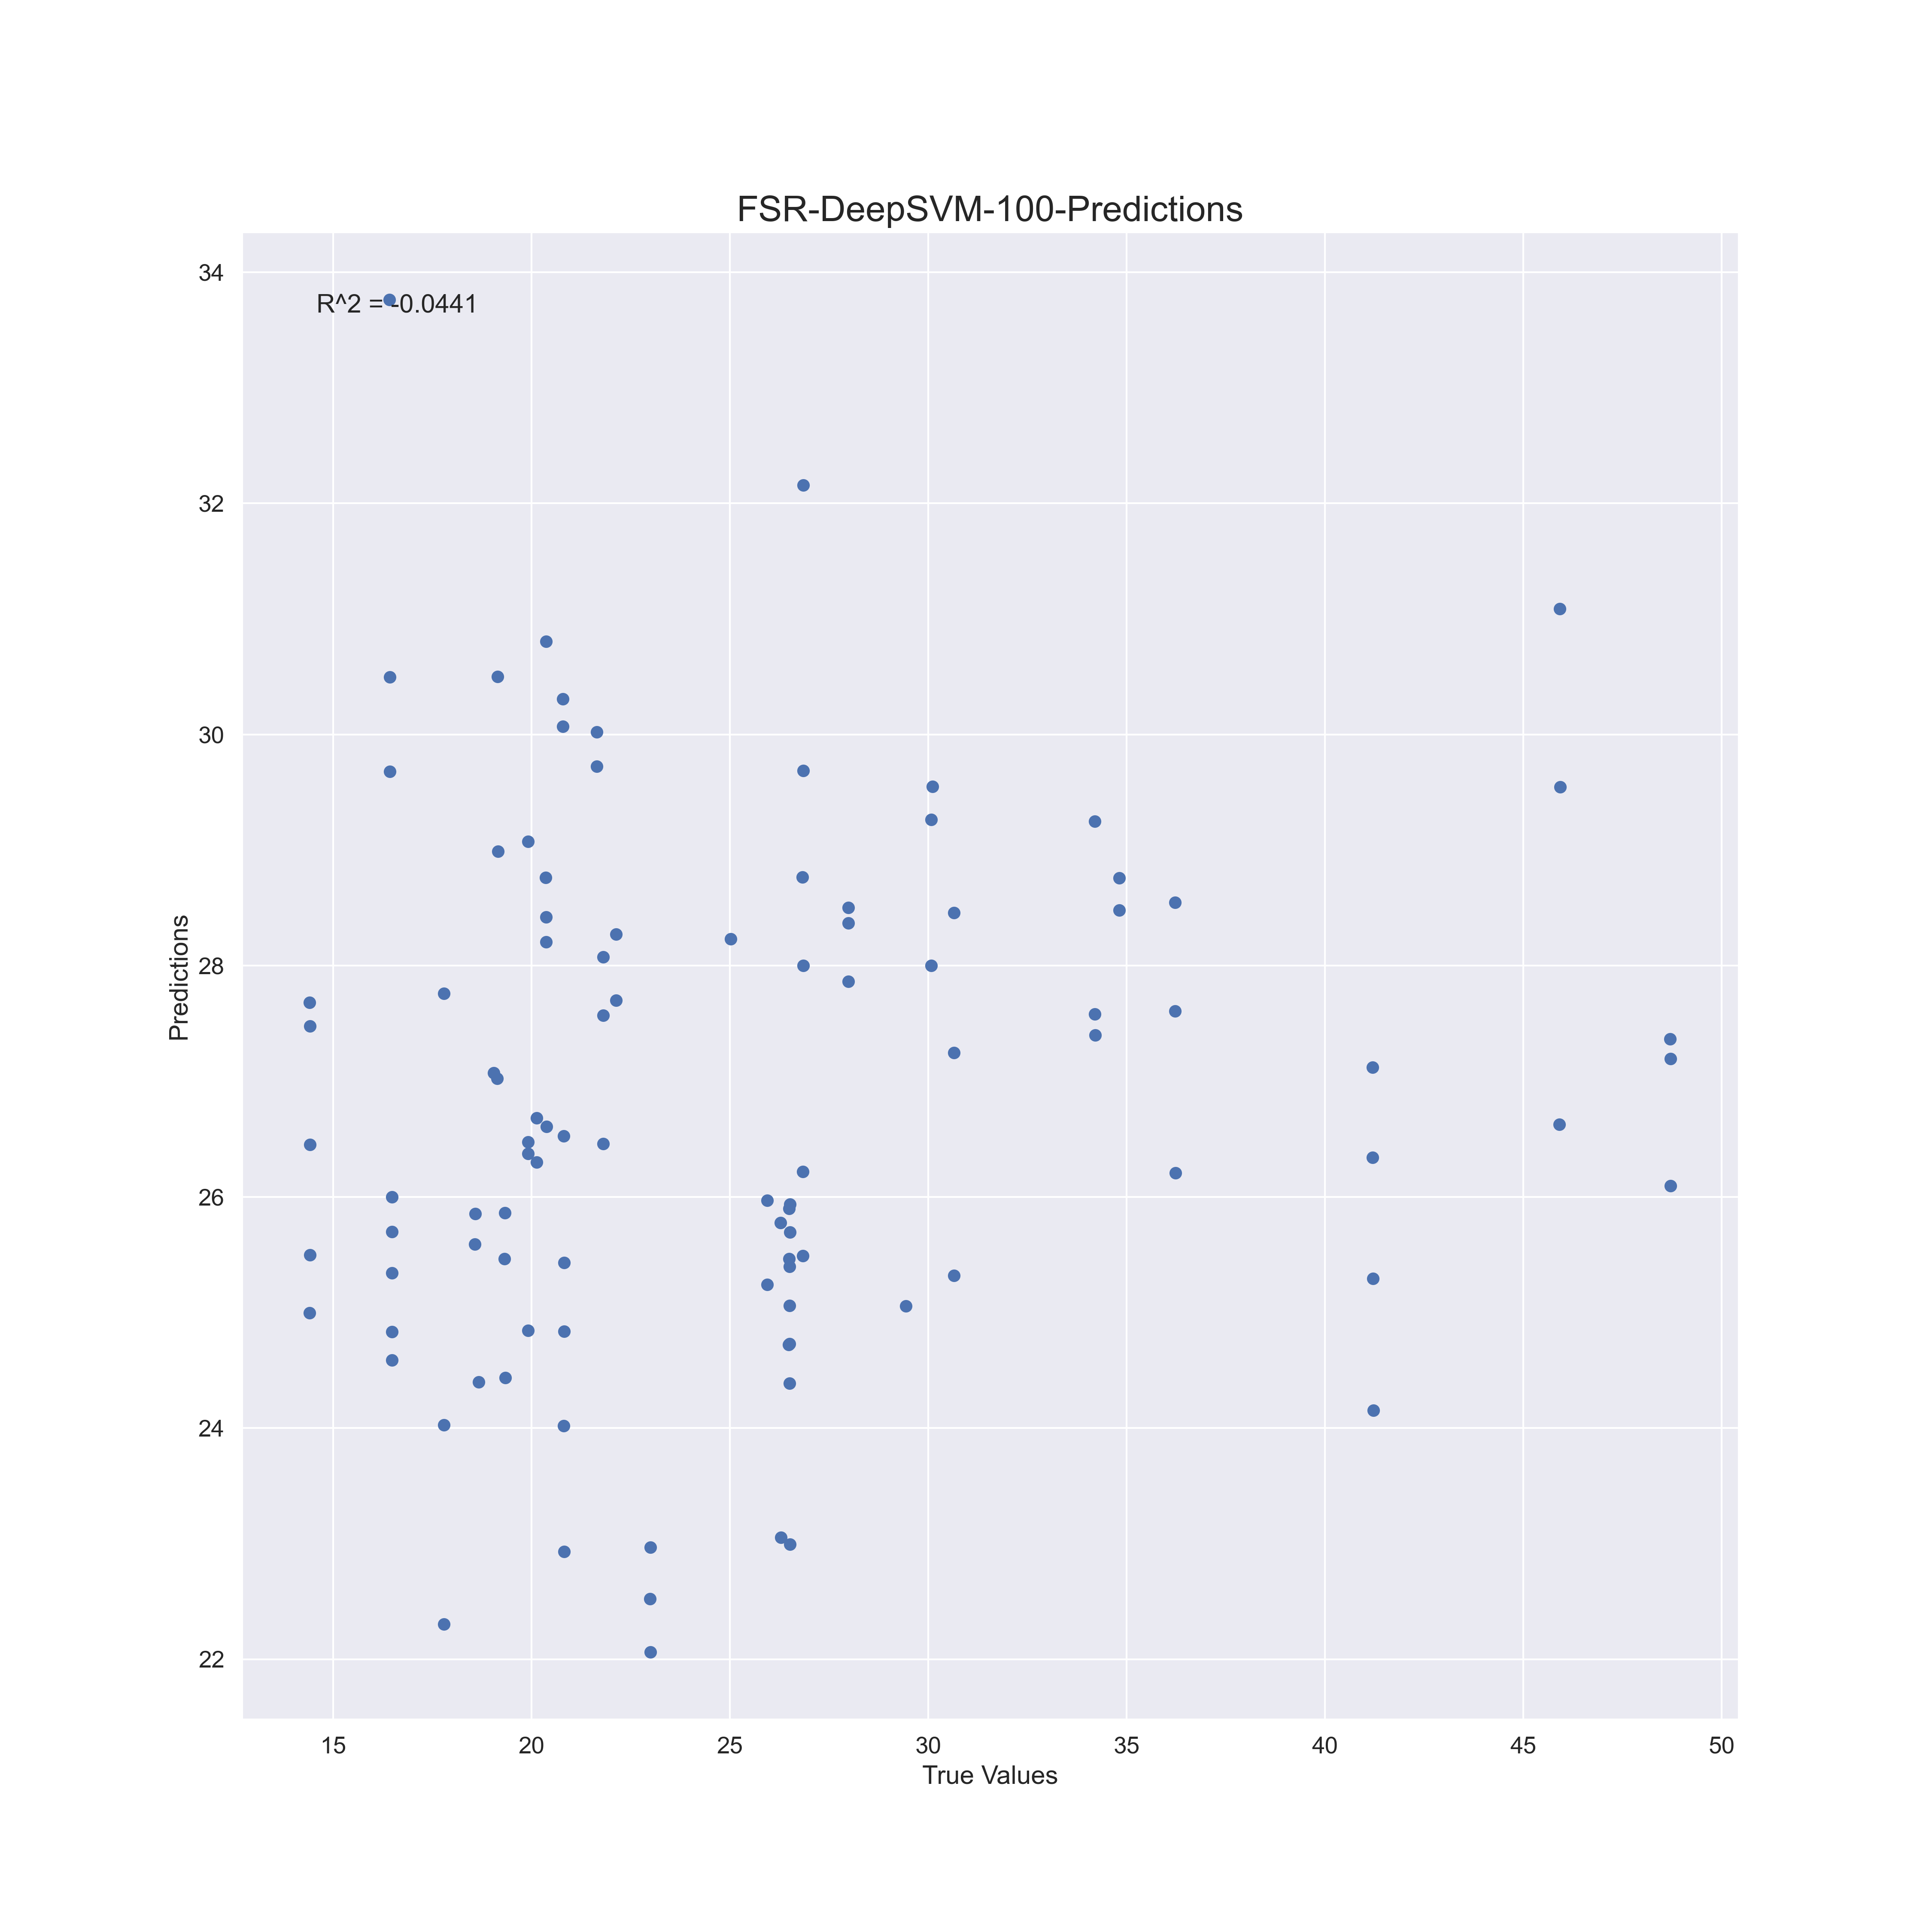 FSR-DeepSVM-100-Predictions
R^2 = -0.0441
34
32
30
28
26
24
22
Predictions
15 20 25 30 35 40 45 50
True Values